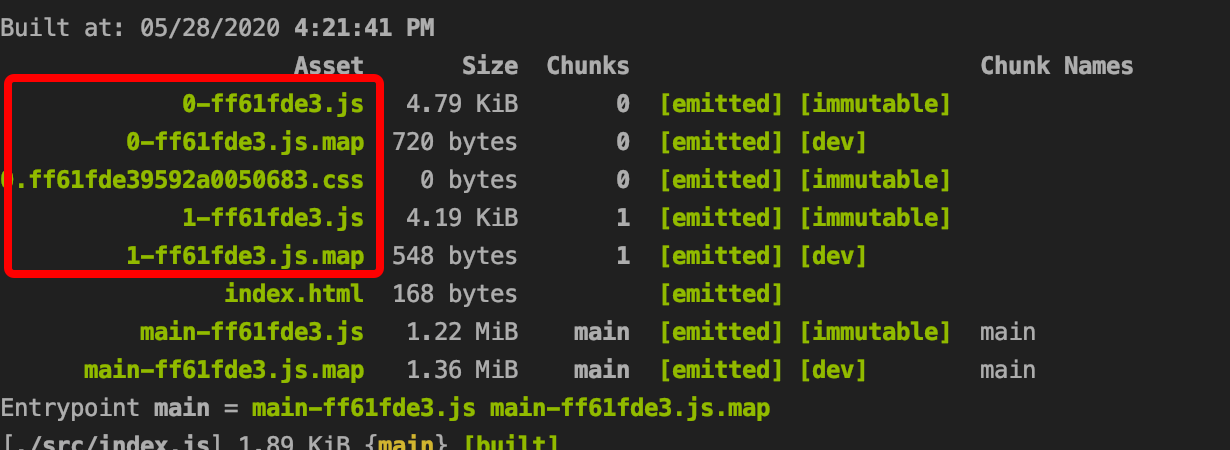 Built at: 05/28/2020 4:21:41 PM
Asset Size Chunks Chunk Names
0-ff61fde3.js 4.79 KiB 0 [emitted] [immutable]
0-ff61fde3.js.map 720 bytes 0 [emitted] [dev]
0.ff61fde39592a0050683.css 0 bytes 0 [emitted] [immutable]
1-ff61fde3.js 4.19 KiB 1 [emitted] [immutable]
1-ff61fde3.js.map 548 bytes 1 [emitted] [dev]
index.html 168 bytes [emitted]
main-ff61fde3.js 1.22 MiB main [emitted] [immutable] main
main-ff61fde3.js.map 1.36 MiB main [emitted] [dev] main
Entrypoint main = main-ff61fde3.js main-ff61fde3.js.map
[./src/index.js] 1.89 KiB {main} [built]